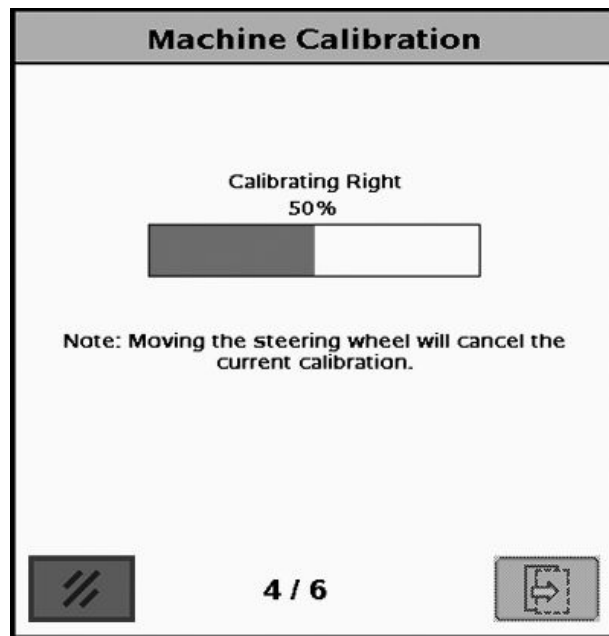 Machine Calibration
Calibrating Right
50%
Note: Moving the steering wheel will cancel the
current calibration.
4 / 6